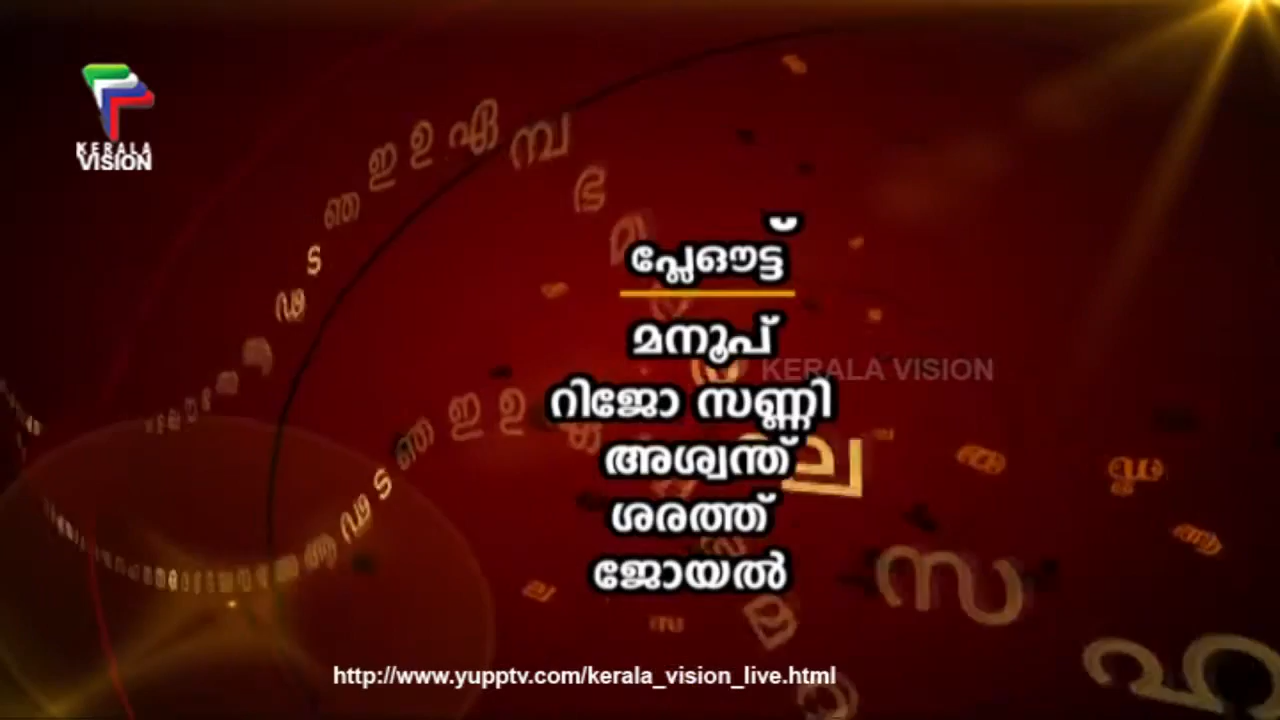 KERALA
VISION
പ്ലേഔട്ട്
മനൂപ്
KERALA VISION
റിജോ സണ്ണി
അശ്വന്ത്
ശരത്ത്
ജോയൽ
http://www.yupptv.com/kerala_vision_live.html